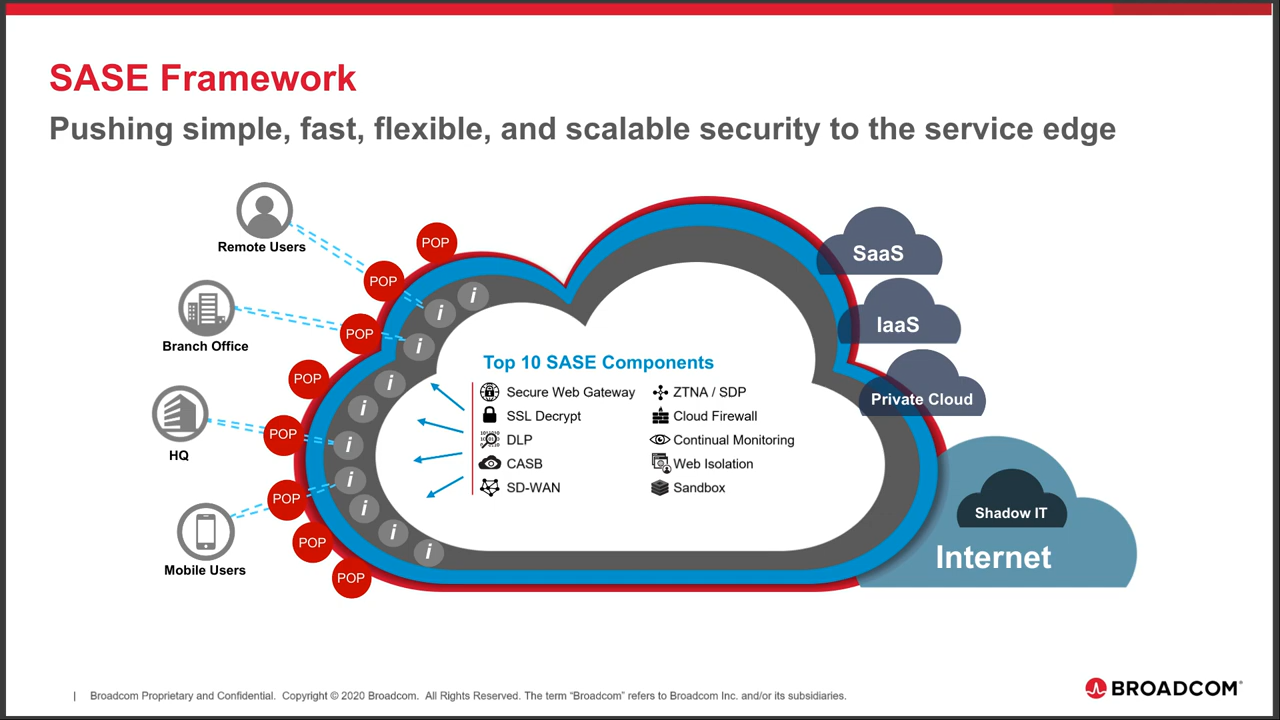 SASE Framework
Pushing simple, fast, flexible, and scalable security to the service edge
Remote Users
Branch Office
HQ
Mobile Users
POP
POP
POP
POP
POP
POP
POP
POP
i
i
i
i
i
i
i
i
i
i
Top 10 SASE Components
Secure Web Gateway
SSL Decrypt
DLP
CASB
SD-WAN
ZTNA / SDP
Cloud Firewall
Continual Monitoring
Web Isolation
Sandbox
SaaS
IaaS
Private Cloud
Shadow IT
Internet
| Broadcom Proprietary and Confidential. Copyright © 2020 Broadcom. All Rights Reserved. The term “Broadcom” refers to Broadcom Inc. and/or its subsidiaries.
BROADCOM